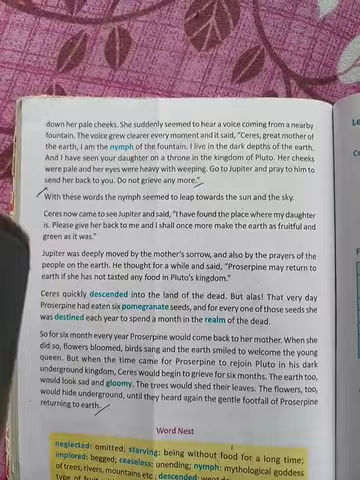 down her pale cheeks. She suddenly seemed to hear a voice coming from a nearby
fountain. The voice grew clearer every moment and it said, "Ceres, great mother of
the earth, I am the nymph of the fountain. I live in the dark depths of the earth.
And I have seen your daughter on a throne in the kingdom of Pluto. Her cheeks
were pale and her eyes were heavy with weeping. Go to Jupiter and pray to him to
send her back to you. Do not grieve any more."
With these words the nymph seemed to leap towards the sun and the sky.
Ceres now came to see Jupiter and said, "I have found the place where my daughter
is. Please give her back to me and I shall once more make the earth as fruitful and
green as it was."
Jupiter was deeply moved by the mother's sorrow, and also by the prayers of the
people on the earth. He thought for a while and said, "Proserpine may return to
earth if she has not tasted any food in Pluto's kingdom."
Ceres quickly descended into the land of the dead. But alas! That very day
Proserpine had eaten six pomegranate seeds, and for every one of those seeds she
was destined each year to spend a month in the realm of the dead.
So for six month every year Proserpine would come back to her mother. When she
did so, flowers bloomed, birds sang and the earth smiled to welcome the young
queen. But when the time came for Proserpine to rejoin Pluto in his dark
underground kingdom, Ceres would begin to grieve for six months. The earth too,
would look sad and gloomy. The trees would shed their leaves. The flowers, too,
would hide underground, until they heard again the gentle footfall of Proserpine
returning to earth.
Word Nest
neglected: omitted; starving: being without food for a long time;
implored: begged; ceaseless: unending; nymph: mythological goddess
of trees, rivers, mountains etc.; descended:
type of
Le